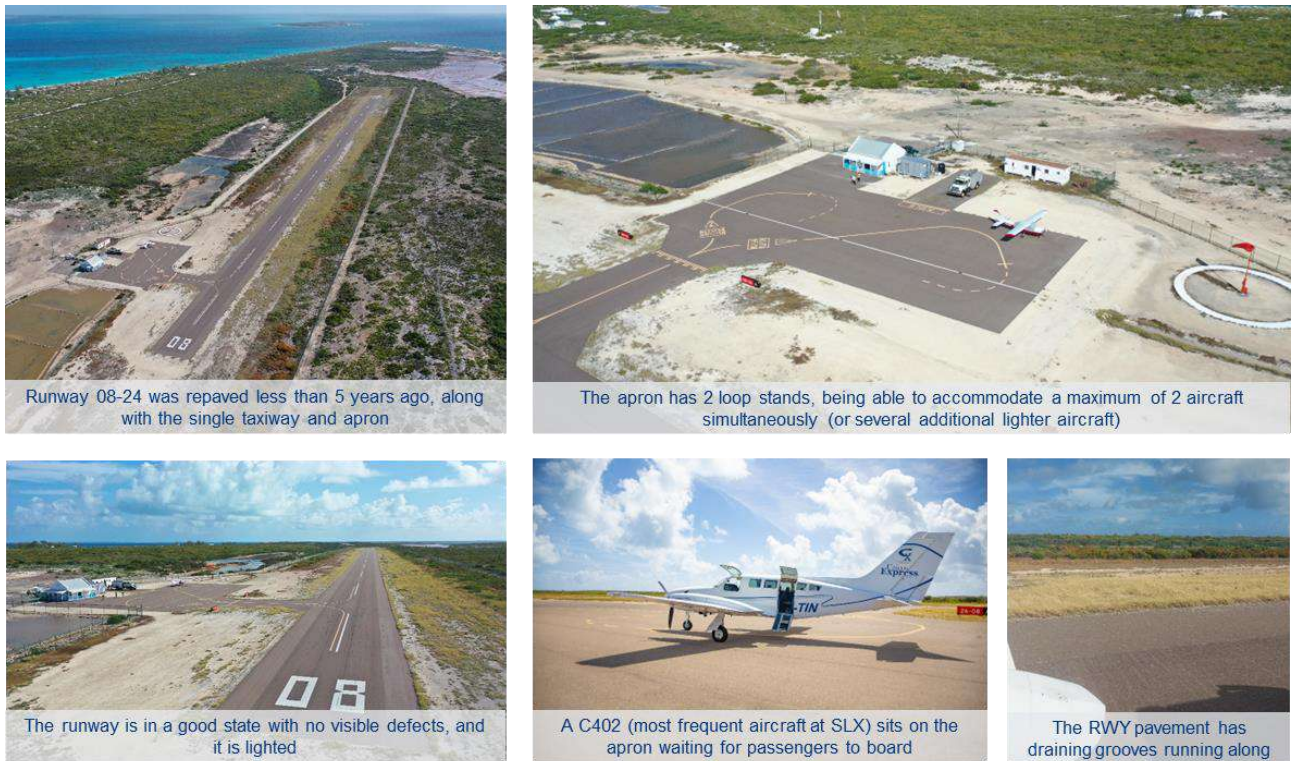 08
Runway 08-24 was repaved less than 5 years ago, along
with the single taxiway and apron
The apron has 2 loop stands, being able to accommodate a maximum of 2 aircraft
simultaneously (or several additional lighter aircraft)
08
The runway is in a good state with no visible defects, and
it is lighted
Express
-TIN
24-06
A C402 (most frequent aircraft at SLX) sits on the
apron waiting for passengers to board
The RWY pavement has
draining grooves running along